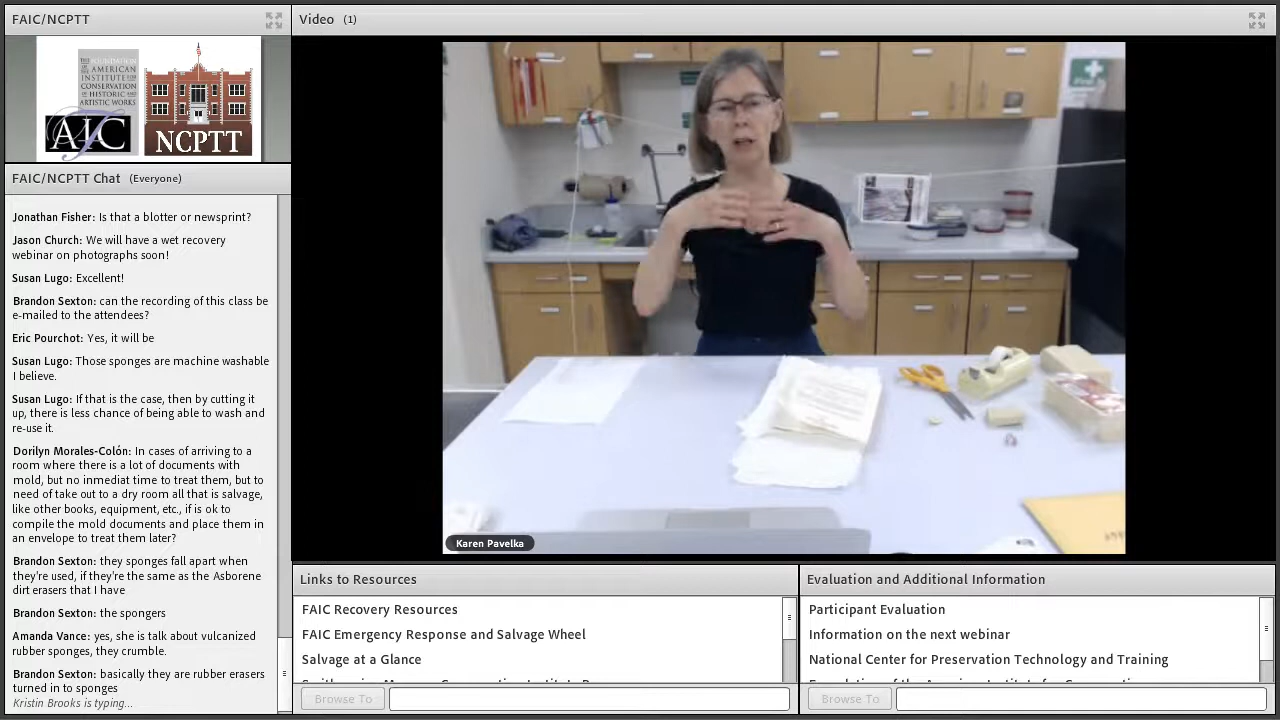 FAIC/NCPTT
THE FOUNDATION
OF THE AMERICAN
INSTITUTE FOR
CONSERVATION
OF HISTORIC AND
ARTISTIC WORKS
AIC
NCPTT
FAIC/NCPTT Chat (Everyone)
Jonathan Fisher: Is that a blotter or newsprint?
Jason Church: We will have a wet recovery
webinar on photographs soon!
Susan Lugo: Excellent!
Brandon Sexton: can the recording of this class be
e-mailed to the attendees?
Eric Pourchot: Yes, it will be
Susan Lugo: Those sponges are machine washable
I believe.
Susan Lugo: If that is the case, then by cutting it
up, there is less chance of being able to wash and
re-use it.
Dorilyn Morales-Colón: In cases of arriving to a
room where there is a lot of documents with
mold, but no inmediat time to treat them, but to
need of take out to a dry room all that is salvage,
like other books, equipment, etc., if is ok to
compile the mold documents and place them in
an envelope to treat them later?
Brandon Sexton: they sponges fall apart when
they're used, if they're the same as the Asborene
dirt erasers that I have
Brandon Sexton: the spongers
Amanda Vance: yes, she is talk about vulcanized
rubber sponges, they crumble.
Brandon Sexton: basically they are rubber erasers
turned in to sponges
Kristin Brooks is typing..
Video (1)
Karen Pavelka
Links to Resources
FAIC Recovery Resources
FAIC Emergency Response and Salvage Wheel
Salvage at a Glance
Browse To
Evaluation and Additional Information
Participant Evaluation
Information on the next webinar
National Center for Preservation Technology and Training
Browse To